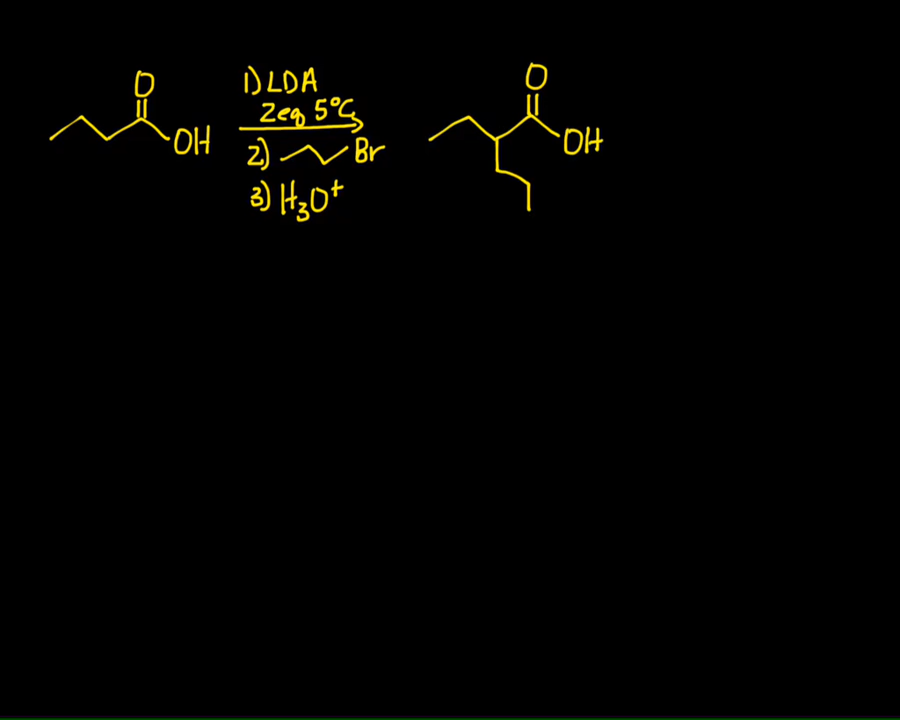 O
OH
1) LDA
2eq 5°C
2) Br
3) H₃O⁺
O
OH